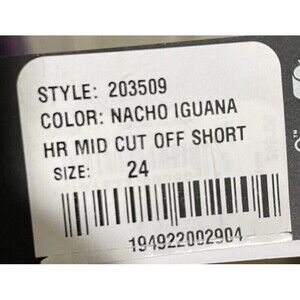 STYLE: 203509
COLOR: NACHO IGUANA
HR MID CUT OFF SHORT
SIZE: 24
194922002904